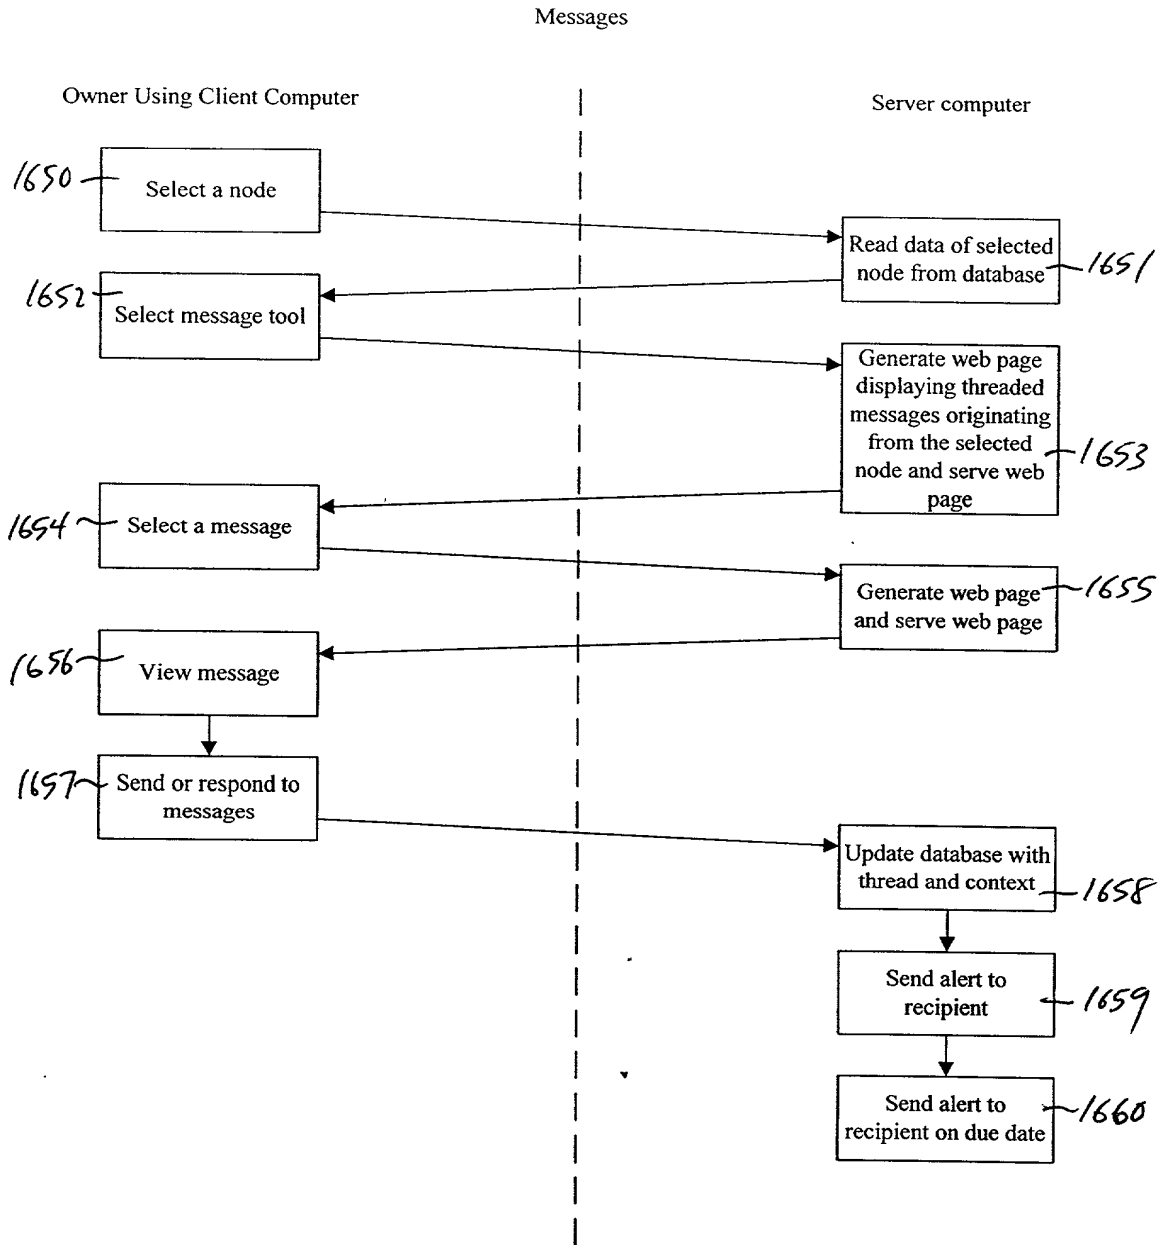 Messages
Owner Using Client Computer
Server computer
1650
Select a node
Read data of selected
node from database
1651
1652
Select message tool
Generate web page
displaying threaded
messages originating
from the selected
node and serve web
page
1653
1654
Select a message
Generate web page
and serve web page
1655
1656
View message
1657
Send or respond to
messages
Update database with
thread and context
1658
Send alert to
recipient
1659
Send alert to
recipient on due date
1660